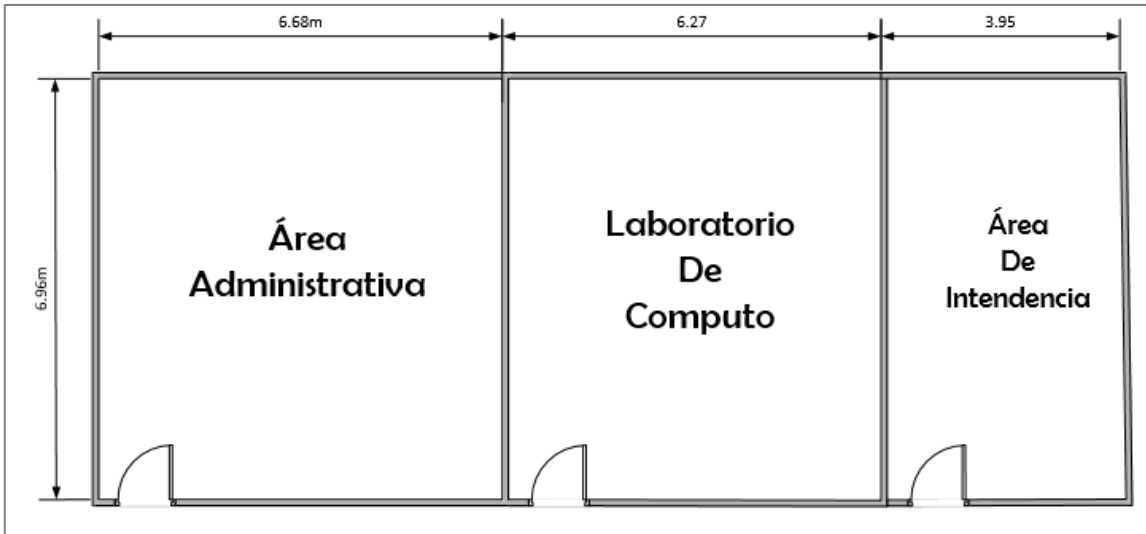 6.68m
6.27
3.95
6.96m
Área
Administrativa
Laboratorio
De
Computo
Área
De
Intendencia